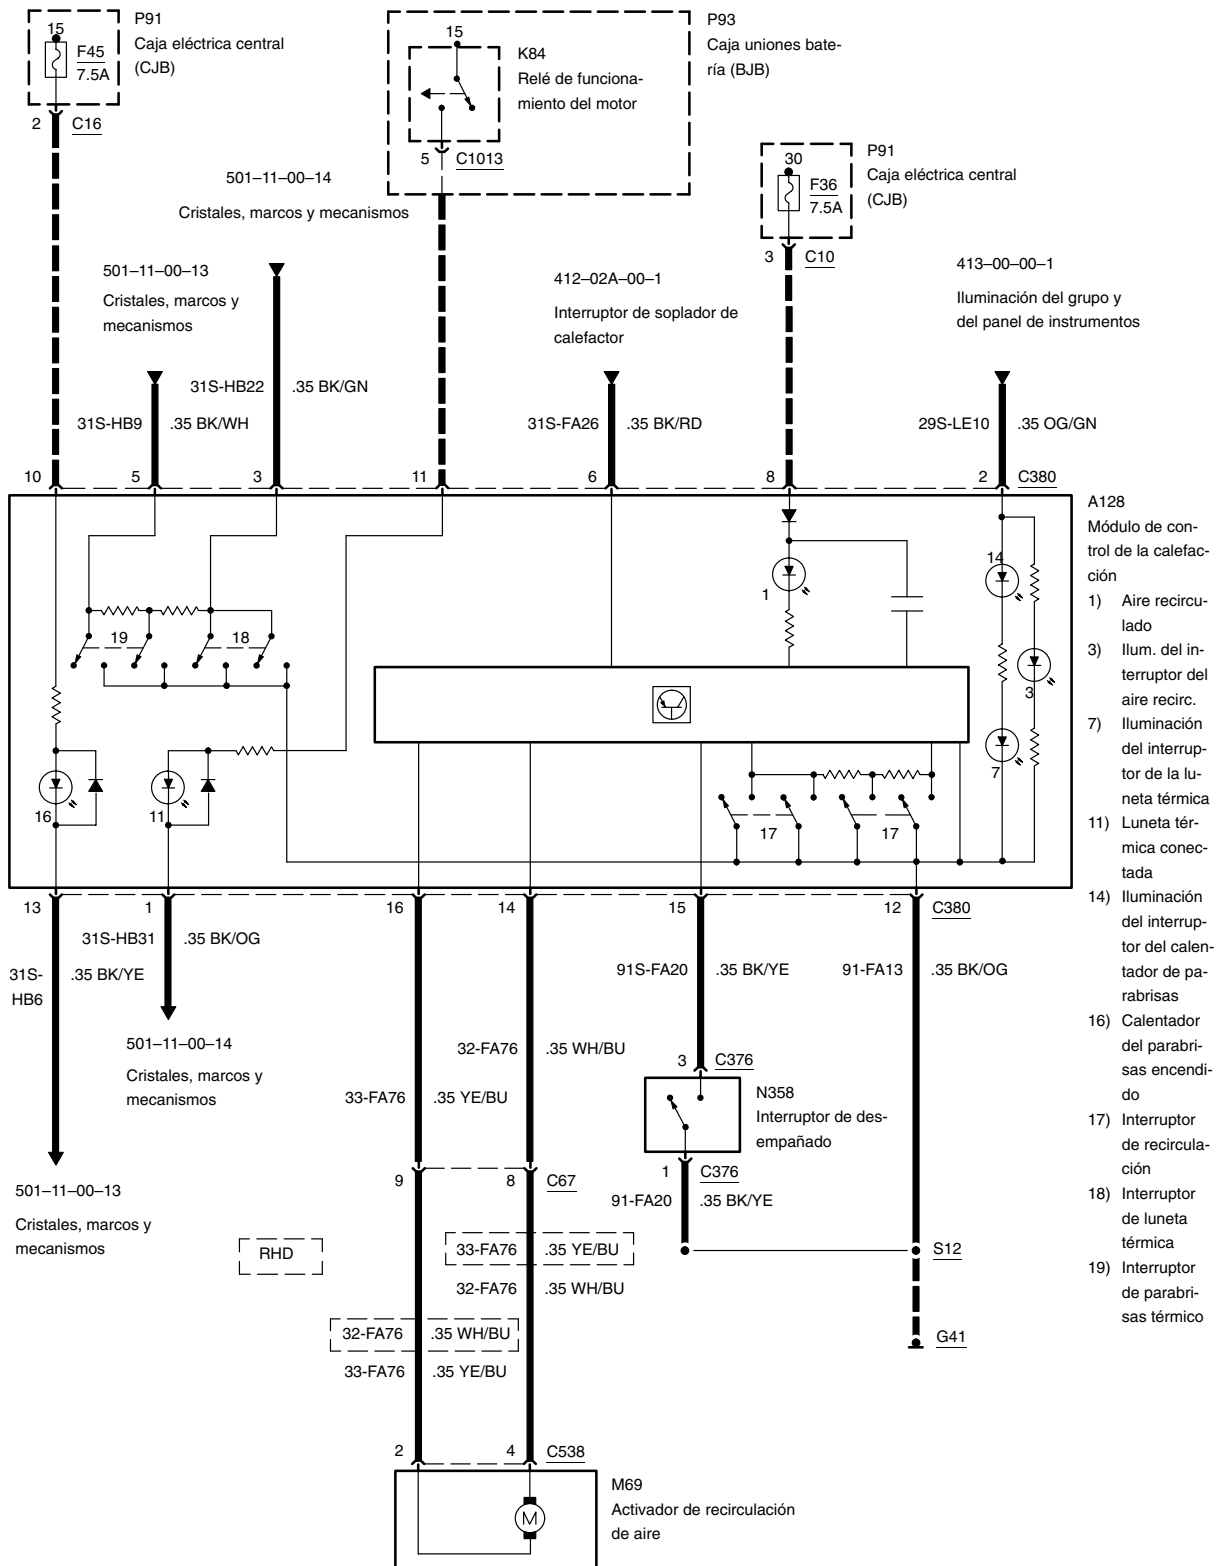 P91
Caja eléctrica central
(CJB)
15
F45
7.5A
2
C16
P93
Caja uniones bate-
ría (BJB)
15
K84
Relé de funciona-
miento del motor
5
C1013
P91
Caja eléctrica central
(CJB)
30
F36
7.5A
3
C10
501–11–00–14
Cristales, marcos y mecanismos
501–11–00–13
Cristales, marcos y
mecanismos
412–02A–00–1
Interruptor de soplador de
calefactor
413–00–00–1
Iluminación del grupo y
del panel de instrumentos
31S-HB22 .35 BK/GN
31S-HB9 .35 BK/WH
31S-FA26 .35 BK/RD
29S-LE10 .35 OG/GN
10 5 3 11 6 8 2 C380
A128
Módulo de con-
trol de la calefac-
ción
1) Aire recircu-
lado
3) Ilum. del in-
terruptor del
aire recirc.
7) Iluminación
del interrup-
tor de la lu-
neta térmica
11) Luneta tér-
mica conec-
tada
14) Iluminación
del interrup-
tor del calen-
tador de pa-
rabrisas
16) Calentador
del parabri-
sas encendi-
do
17) Interruptor
de recircula-
ción
18) Interruptor
de luneta
térmica
19) Interruptor
de parabri-
sas térmico
14
1
19 18
3
7
16 11
17 17
M
13 1 16 14 15 12 C380
31S-HB31 .35 BK/OG
31S-
HB6
.35 BK/YE
91S-FA20 .35 BK/YE
91-FA13 .35 BK/OG
501–11–00–14
Cristales, marcos y
mecanismos
32-FA76 .35 WH/BU
33-FA76 .35 YE/BU
3 C376
N358
Interruptor de des-
empañado
1 C376
91-FA20 .35 BK/YE
9 8 C67
501–11–00–13
Cristales, marcos y
mecanismos
RHD
33-FA76 .35 YE/BU
32-FA76 .35 WH/BU
S12
32-FA76 .35 WH/BU
33-FA76 .35 YE/BU
G41
2 4 C538
M69
Activador de recirculación
de aire